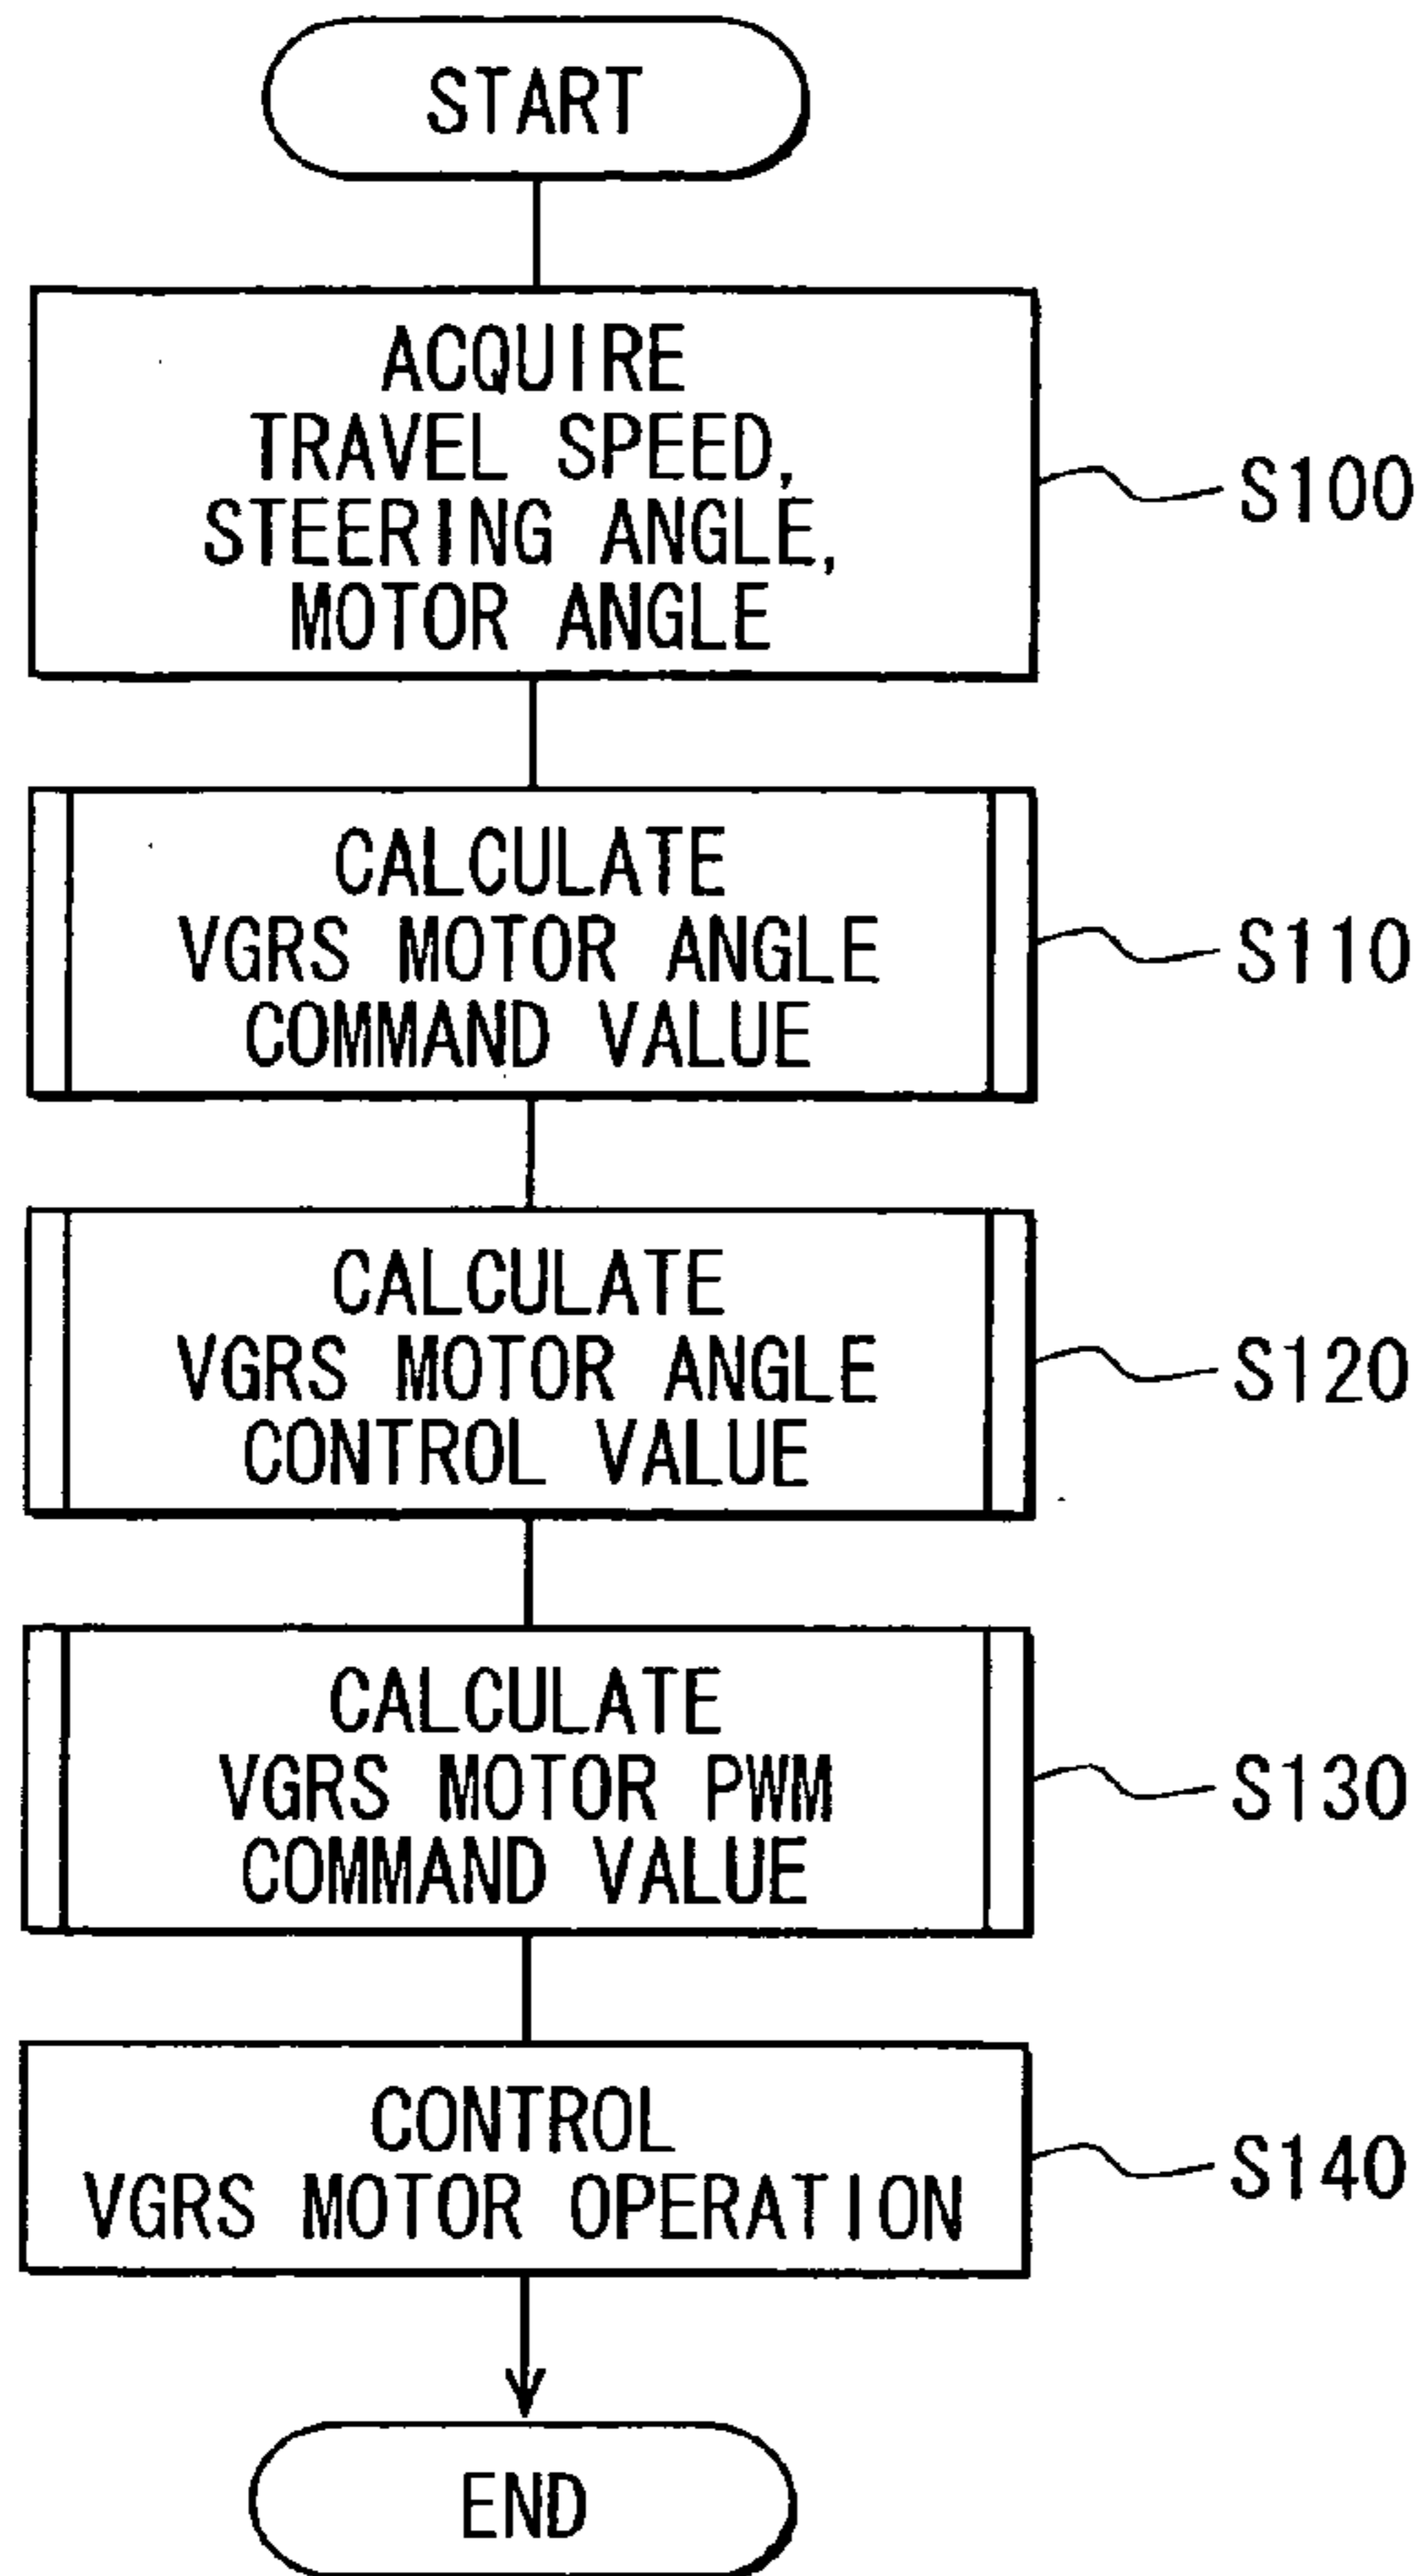 START
ACQUIRE
TRAVEL SPEED,
STEERING ANGLE,
MOTOR ANGLE
S100
CALCULATE
VGRS MOTOR ANGLE
COMMAND VALUE
S110
CALCULATE
VGRS MOTOR ANGLE
CONTROL VALUE
S120
CALCULATE
VGRS MOTOR PWM
COMMAND VALUE
S130
CONTROL
VGRS MOTOR OPERATION
S140
END